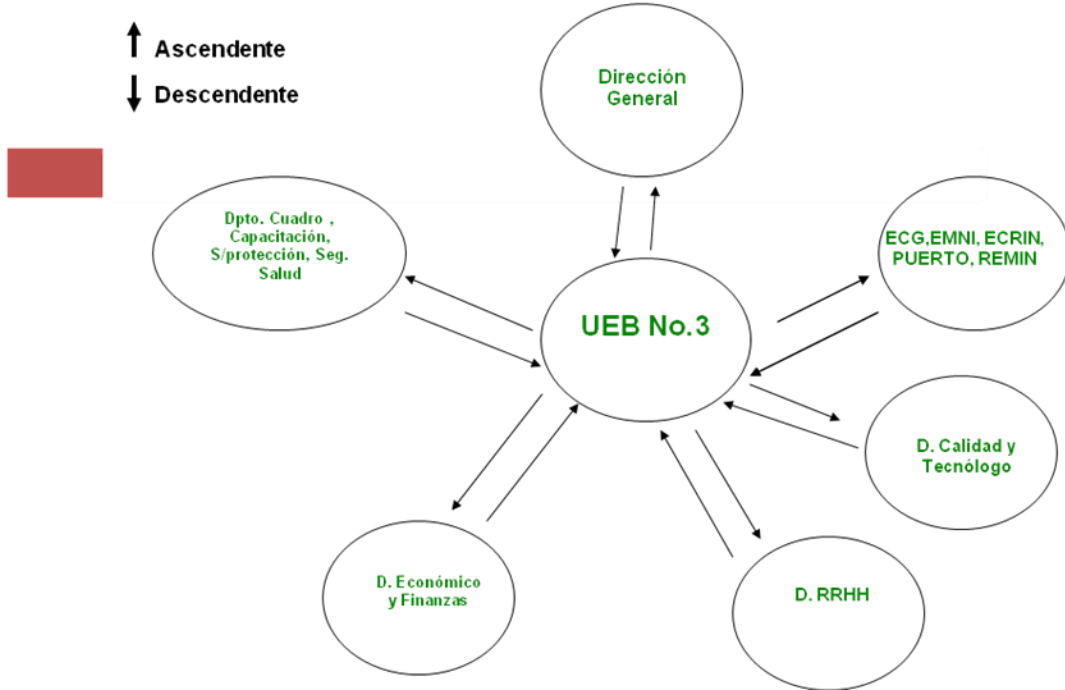 Ascendente
Descendente
Dirección
General
Dpto. Cuadro ,
Capacitación,
S/protección, Seg.
Salud
ECG,EMNI, ECRIN,
PUERTO, REMIN
UEB No.3
D. Calidad y
Tecnólogo
D. Económico
y Finanzas
D. RRHH